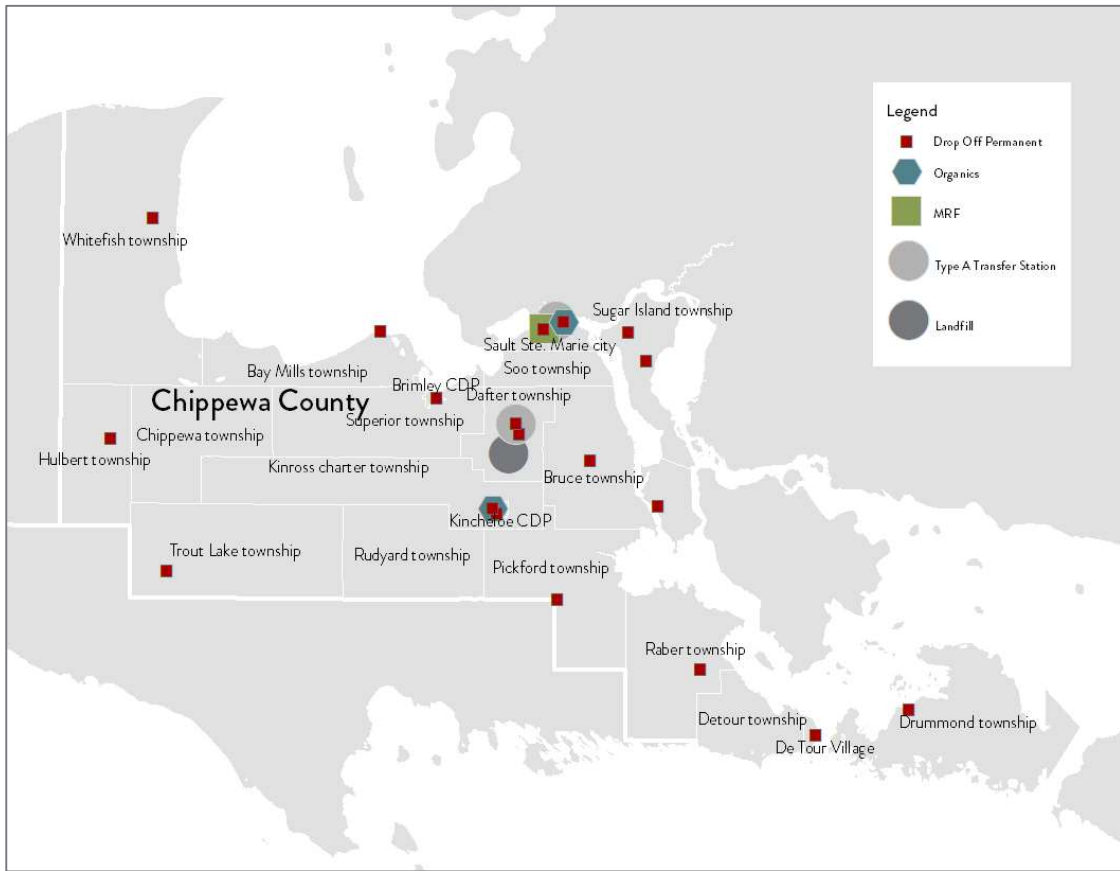 Legend
Drop Off Permanent
Organics
MRF
Type A Transfer Station
Landfill
Whitefish township
Sugar Island township
Sault Ste. Marie city
Soo township
Bay Mills township
Brimley CDP
Dafter township
Chippewa County
Superior township
Chippewa township
Hulbert township
Kinross charter township
Bruce township
Kincheloe CDP
Trout Lake township
Rudyard township
Pickford township
Raber township
Detour township
Drummond township
De Tour Village